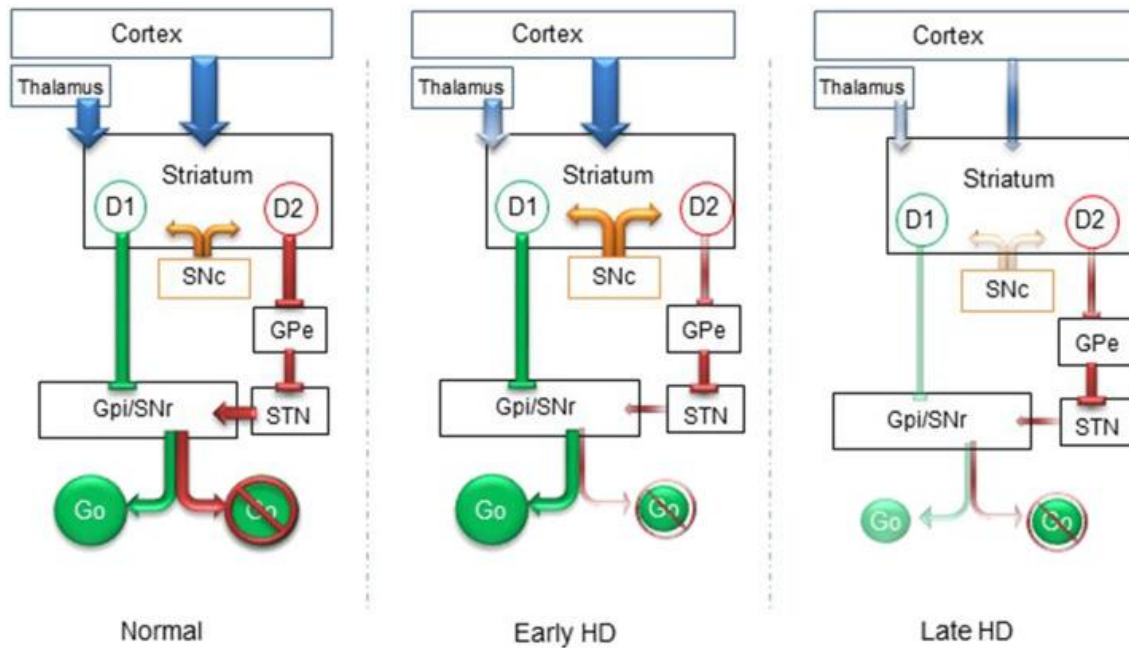 Cortex
Thalamus
Striatum
D1
D2
SNc
GPe
Gpi/SNr
STN
Go
Go
Normal
Cortex
Thalamus
Striatum
D1
D2
SNc
GPe
Gpi/SNr
STN
Go
Go
Early HD
Cortex
Thalamus
Striatum
D1
D2
SNc
GPe
Gpi/SNr
STN
Go
Go
Late HD